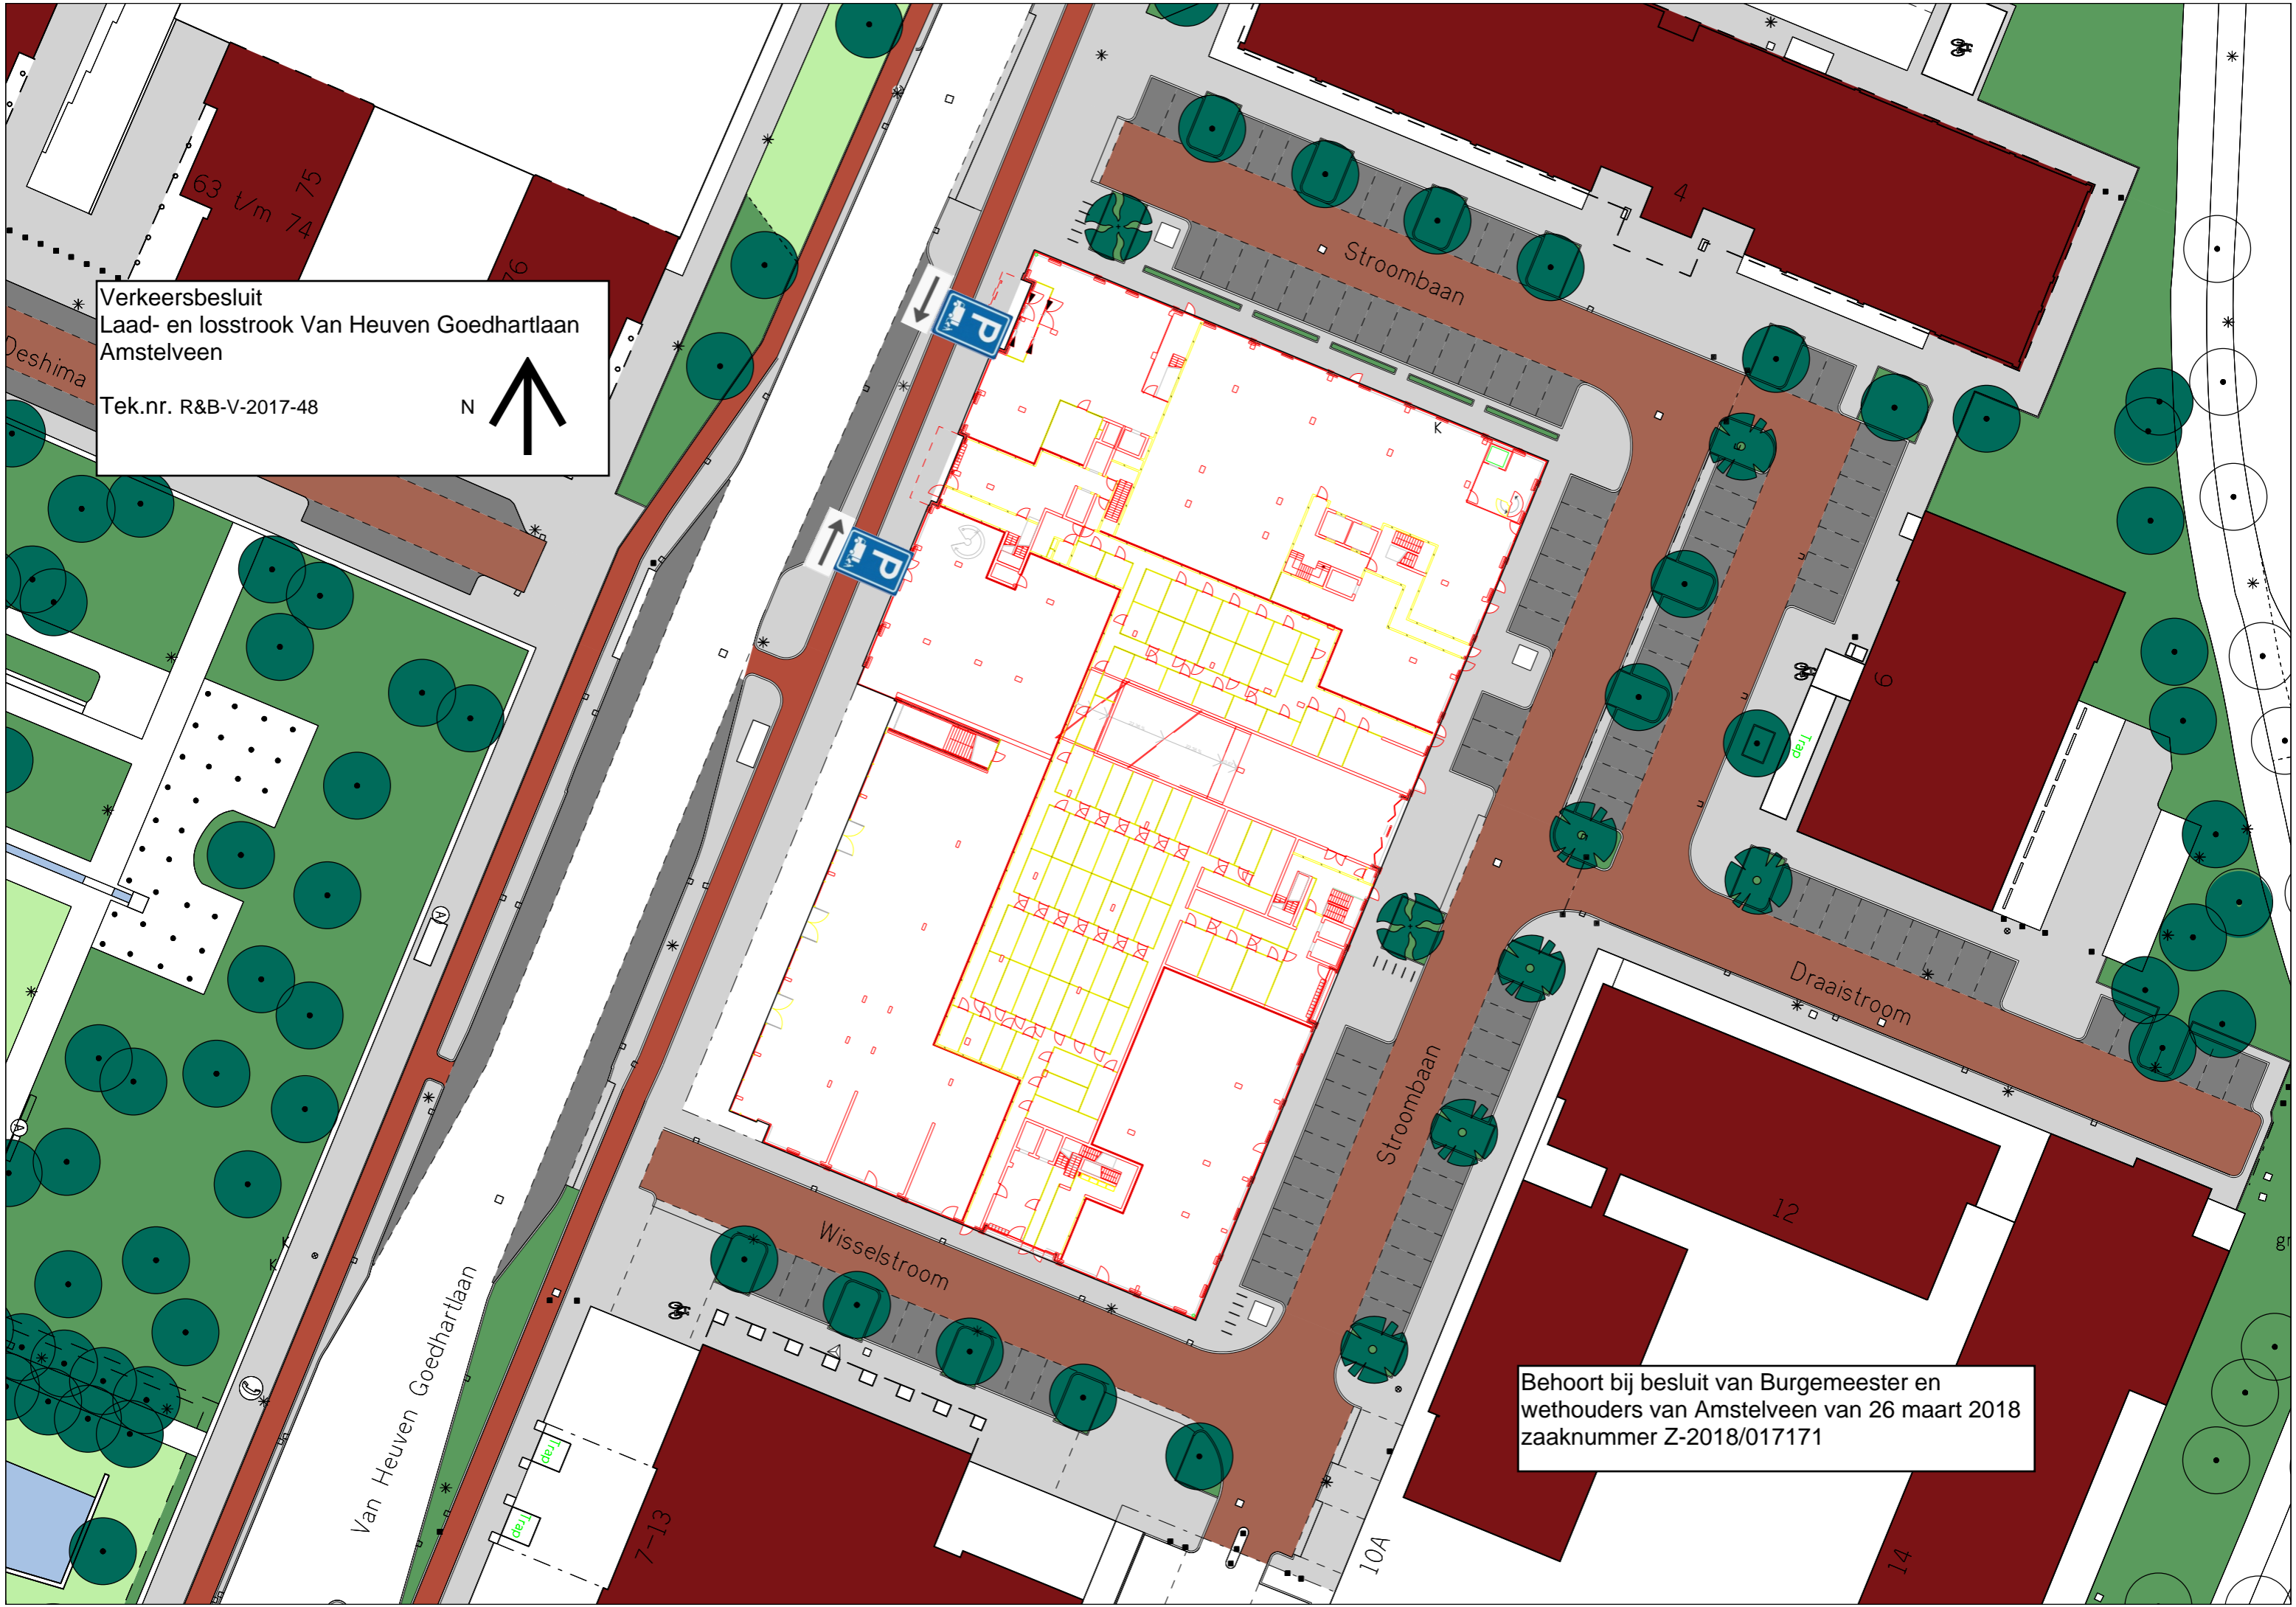 Verkeersbesluit
Laad- en losstrook Van Heuven Goedhartlaan
Amstelveen
Tek.nr. R&B-V-2017-48
N
63 t/m 74
75
76
Deshima
P
P
Stroombaan
4
K
6
Trap
Draaistroom
Stroombaan
12
Wisselstroom
A
A
K
K
Van Heuven Goedhartlaan
Trap
Trap
7-13
10A
14
Behoort bij besluit van Burgemeester en
wethouders van Amstelveen van 26 maart 2018
zaaknummer Z-2018/017171